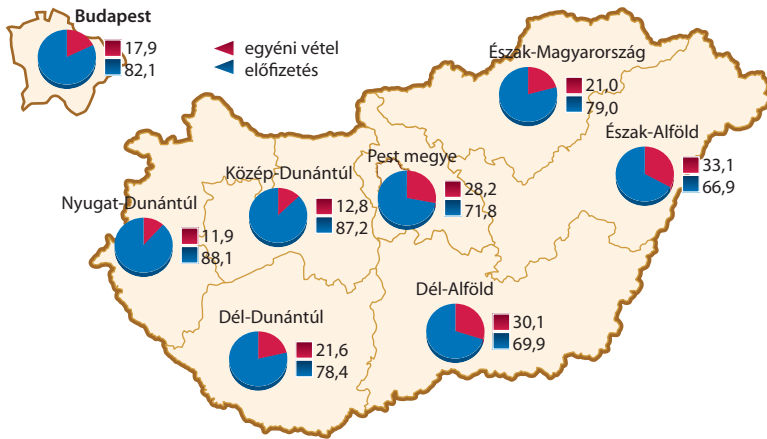 Budapest
17,9
82,1
egyéni vétel
előfizetés
Észak-Magyarország
21,0
79,0
Észak-Alföld
33,1
66,9
Pest megye
28,2
71,8
Közép-Dunántúl
12,8
87,2
Nyugat-Dunántúl
11,9
88,1
Dél-Alföld
30,1
69,9
Dél-Dunántúl
21,6
78,4